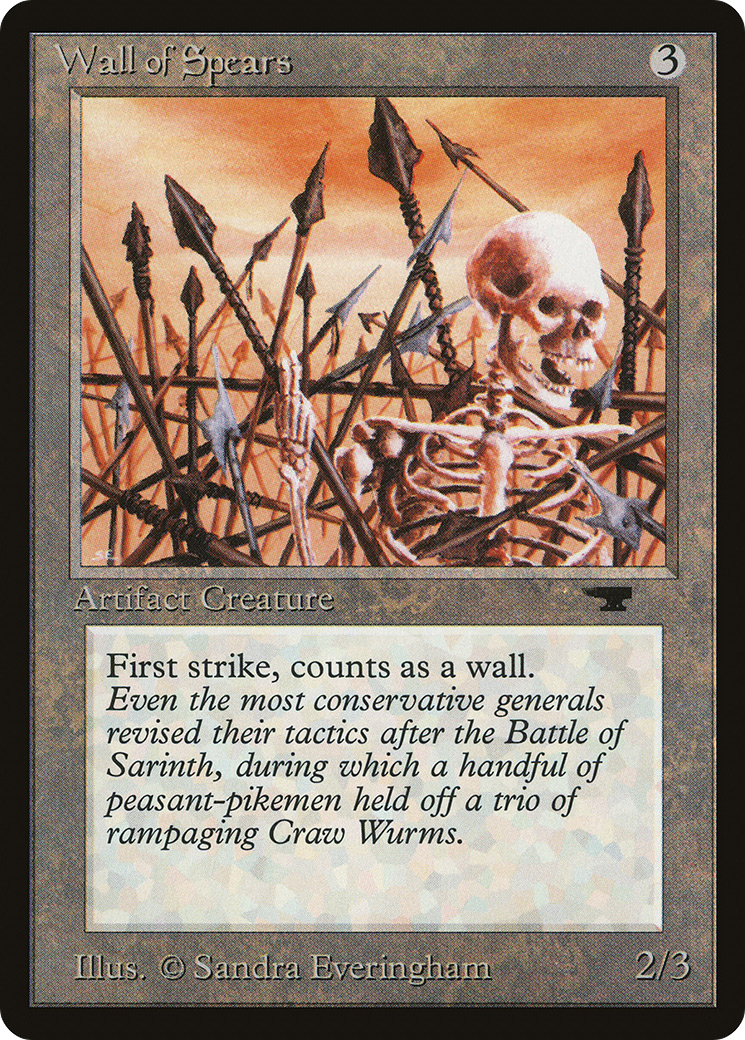 Wall of Spears
3
SE
Artifact Creature
First strike, counts as a wall.
Even the most conservative generals
revised their tactics after the Battle of
Sarinth, during which a handful of
peasant-pikemen held off a trio of
rampaging Craw Wurms.
Illus. © Sandra Everingham
2/3